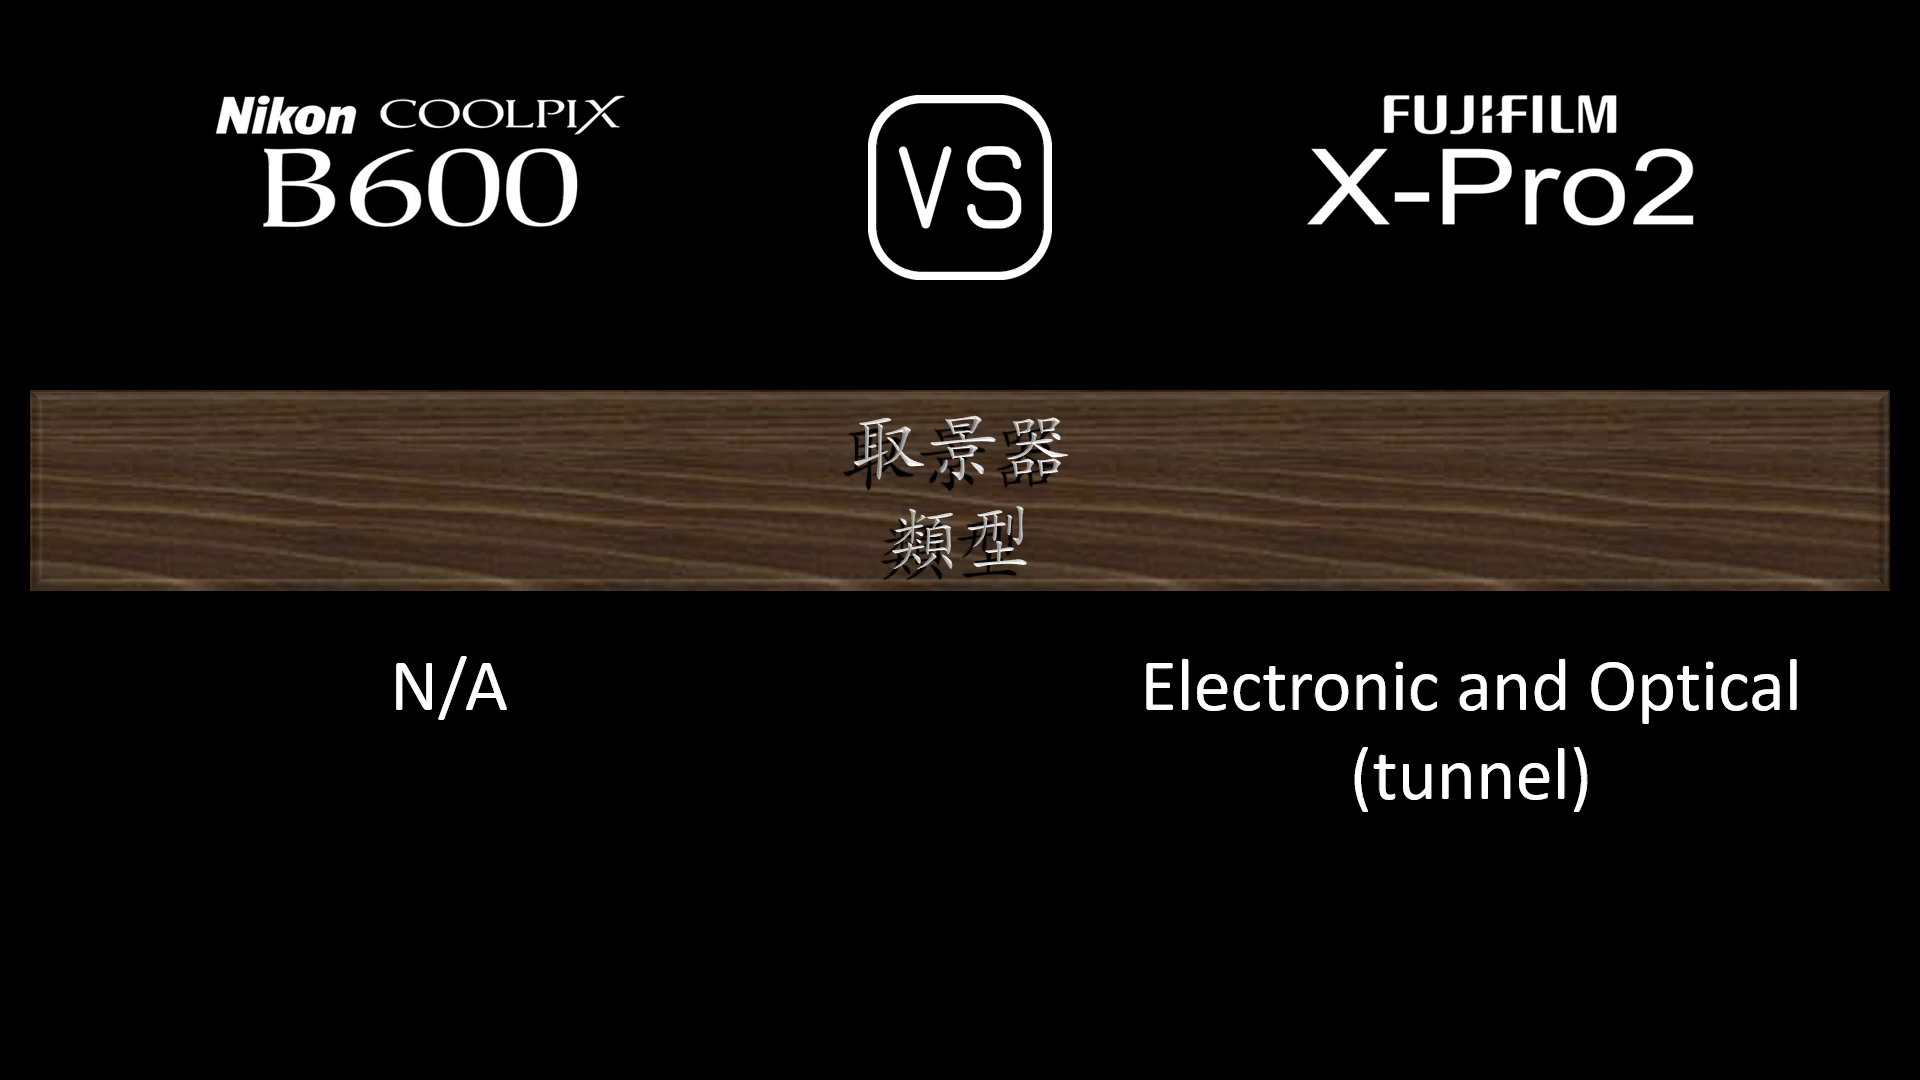 Nikon COOLPIX
B600
VS
FUJIFILM
X-Pro2
取景器
類型
N/A
Electronic and Optical
(tunnel)